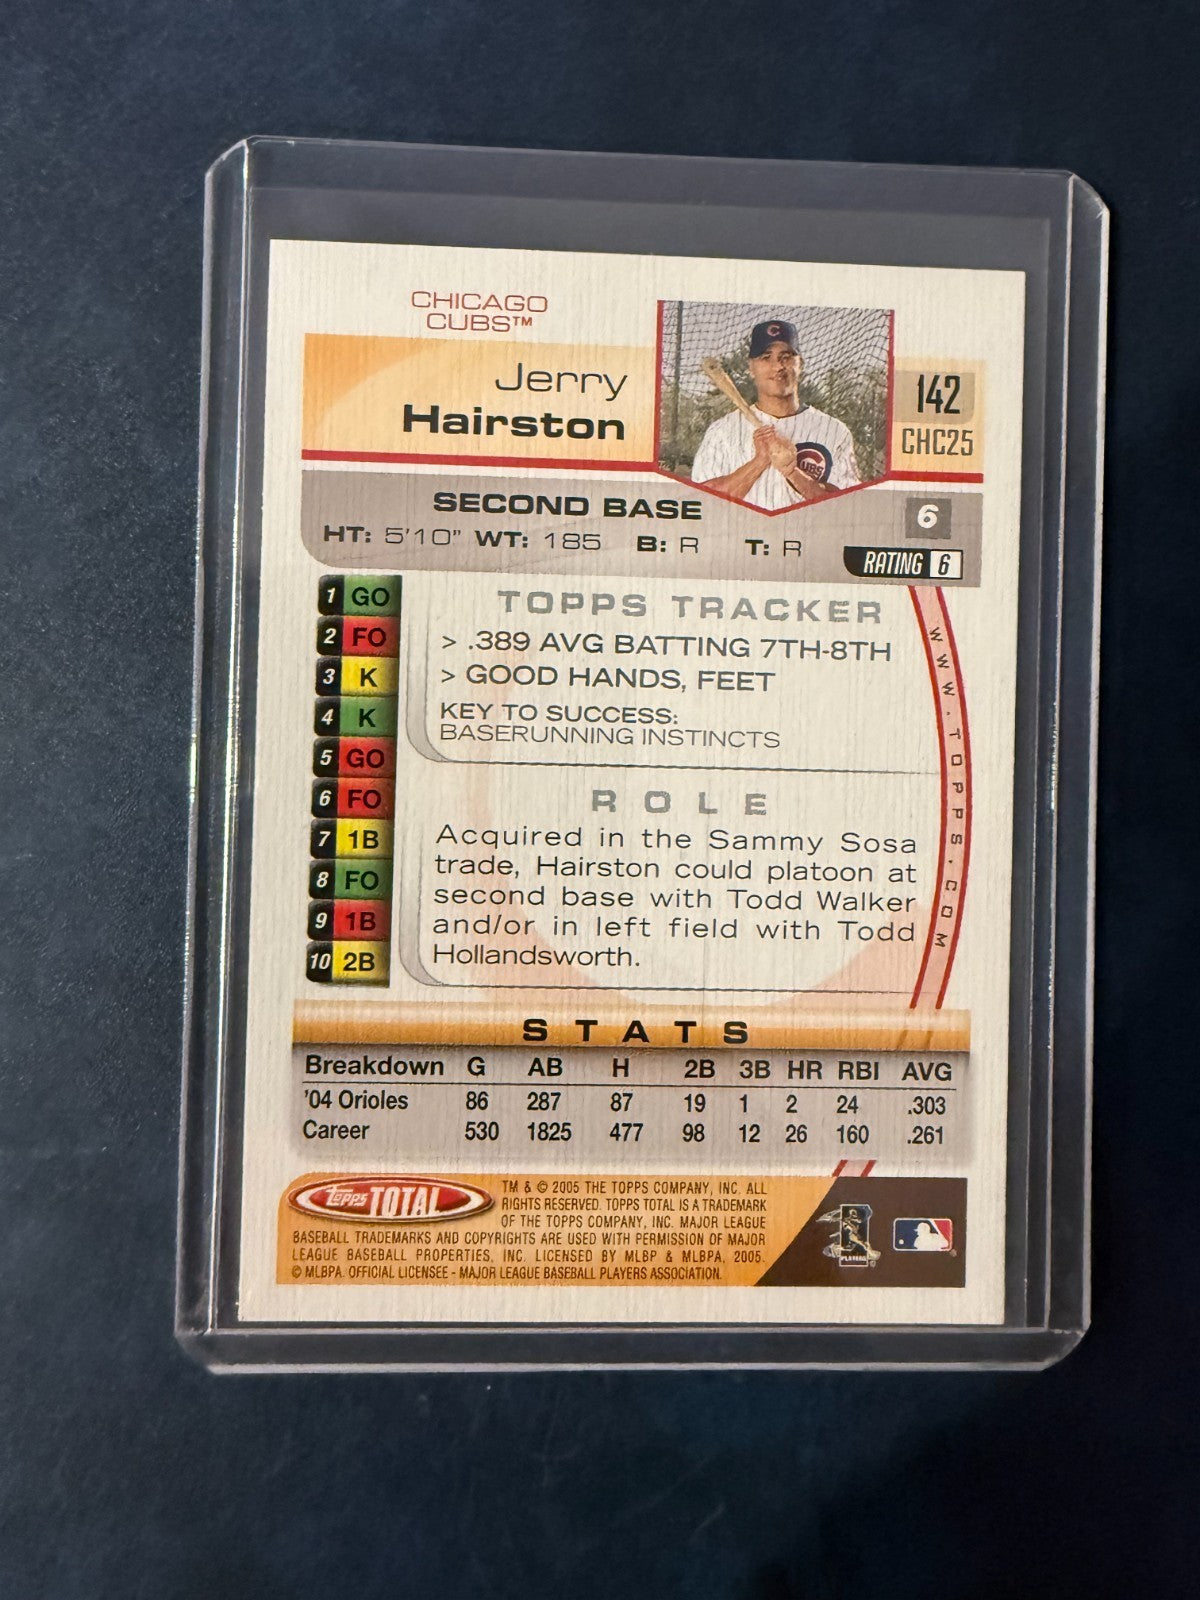 CHICAGO
CUBS™
Jerry
Hairston
142
CHC25
SECOND BASE
6
HT: 5'10" WT: 185 B: R T: R
RATING 6
1 GO
2 FO
3 K
4 K
5 GO
6 FO
7 1B
8 FO
9 1B
10 2B
TOPPS TRACKER
> .389 AVG BATTING 7TH-8TH
> GOOD HANDS, FEET
KEY TO SUCCESS:
BASERUNNING INSTINCTS
WWW.TOPPS.COM
ROLE
Acquired in the Sammy Sosa
trade, Hairston could platoon at
second base with Todd Walker
and/or in left field with Todd
Hollandsworth.
STATS
Breakdown G AB H 2B 3B HR RBI AVG
'04 Orioles 86 287 87 19 1 2 24 .303
Career 530 1825 477 98 12 26 160 .261
Topps TOTAL
TM & © 2005 THE TOPPS COMPANY, INC. ALL
RIGHTS RESERVED. TOPPS TOTAL IS A TRADEMARK
OF THE TOPPS COMPANY, INC. MAJOR LEAGUE
BASEBALL TRADEMARKS AND COPYRIGHTS ARE USED WITH PERMISSION OF MAJOR
LEAGUE BASEBALL PROPERTIES, INC. LICENSED BY MLBP & MLBPA, 2005.
© MLBPA. OFFICIAL LICENSEE - MAJOR LEAGUE BASEBALL PLAYERS ASSOCIATION.
PLAYERS
C
CUBS